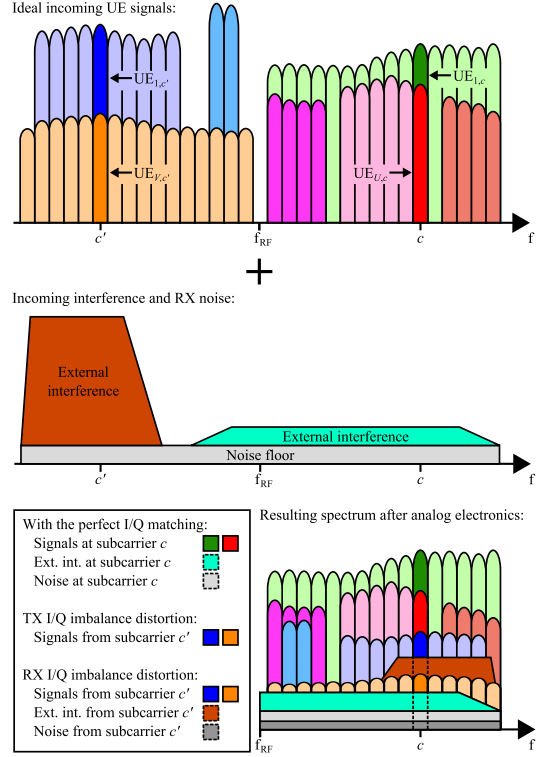 Ideal incoming UE signals:
UE1,c′
UE1,c
UEV,c′
UEU,c
c′
fRF
c
f
+
Incoming interference and RX noise:
External
interference
External interference
Noise floor
c′
fRF
c
f
With the perfect I/Q matching:
Signals at subcarrier c
Ext. int. at subcarrier c
Noise at subcarrier c
TX I/Q imbalance distortion:
Signals from subcarrier c′
RX I/Q imbalance distortion:
Signals from subcarrier c′
Ext. int. from subcarrier c′
Noise from subcarrier c′
Resulting spectrum after analog electronics:
fRF
c
f